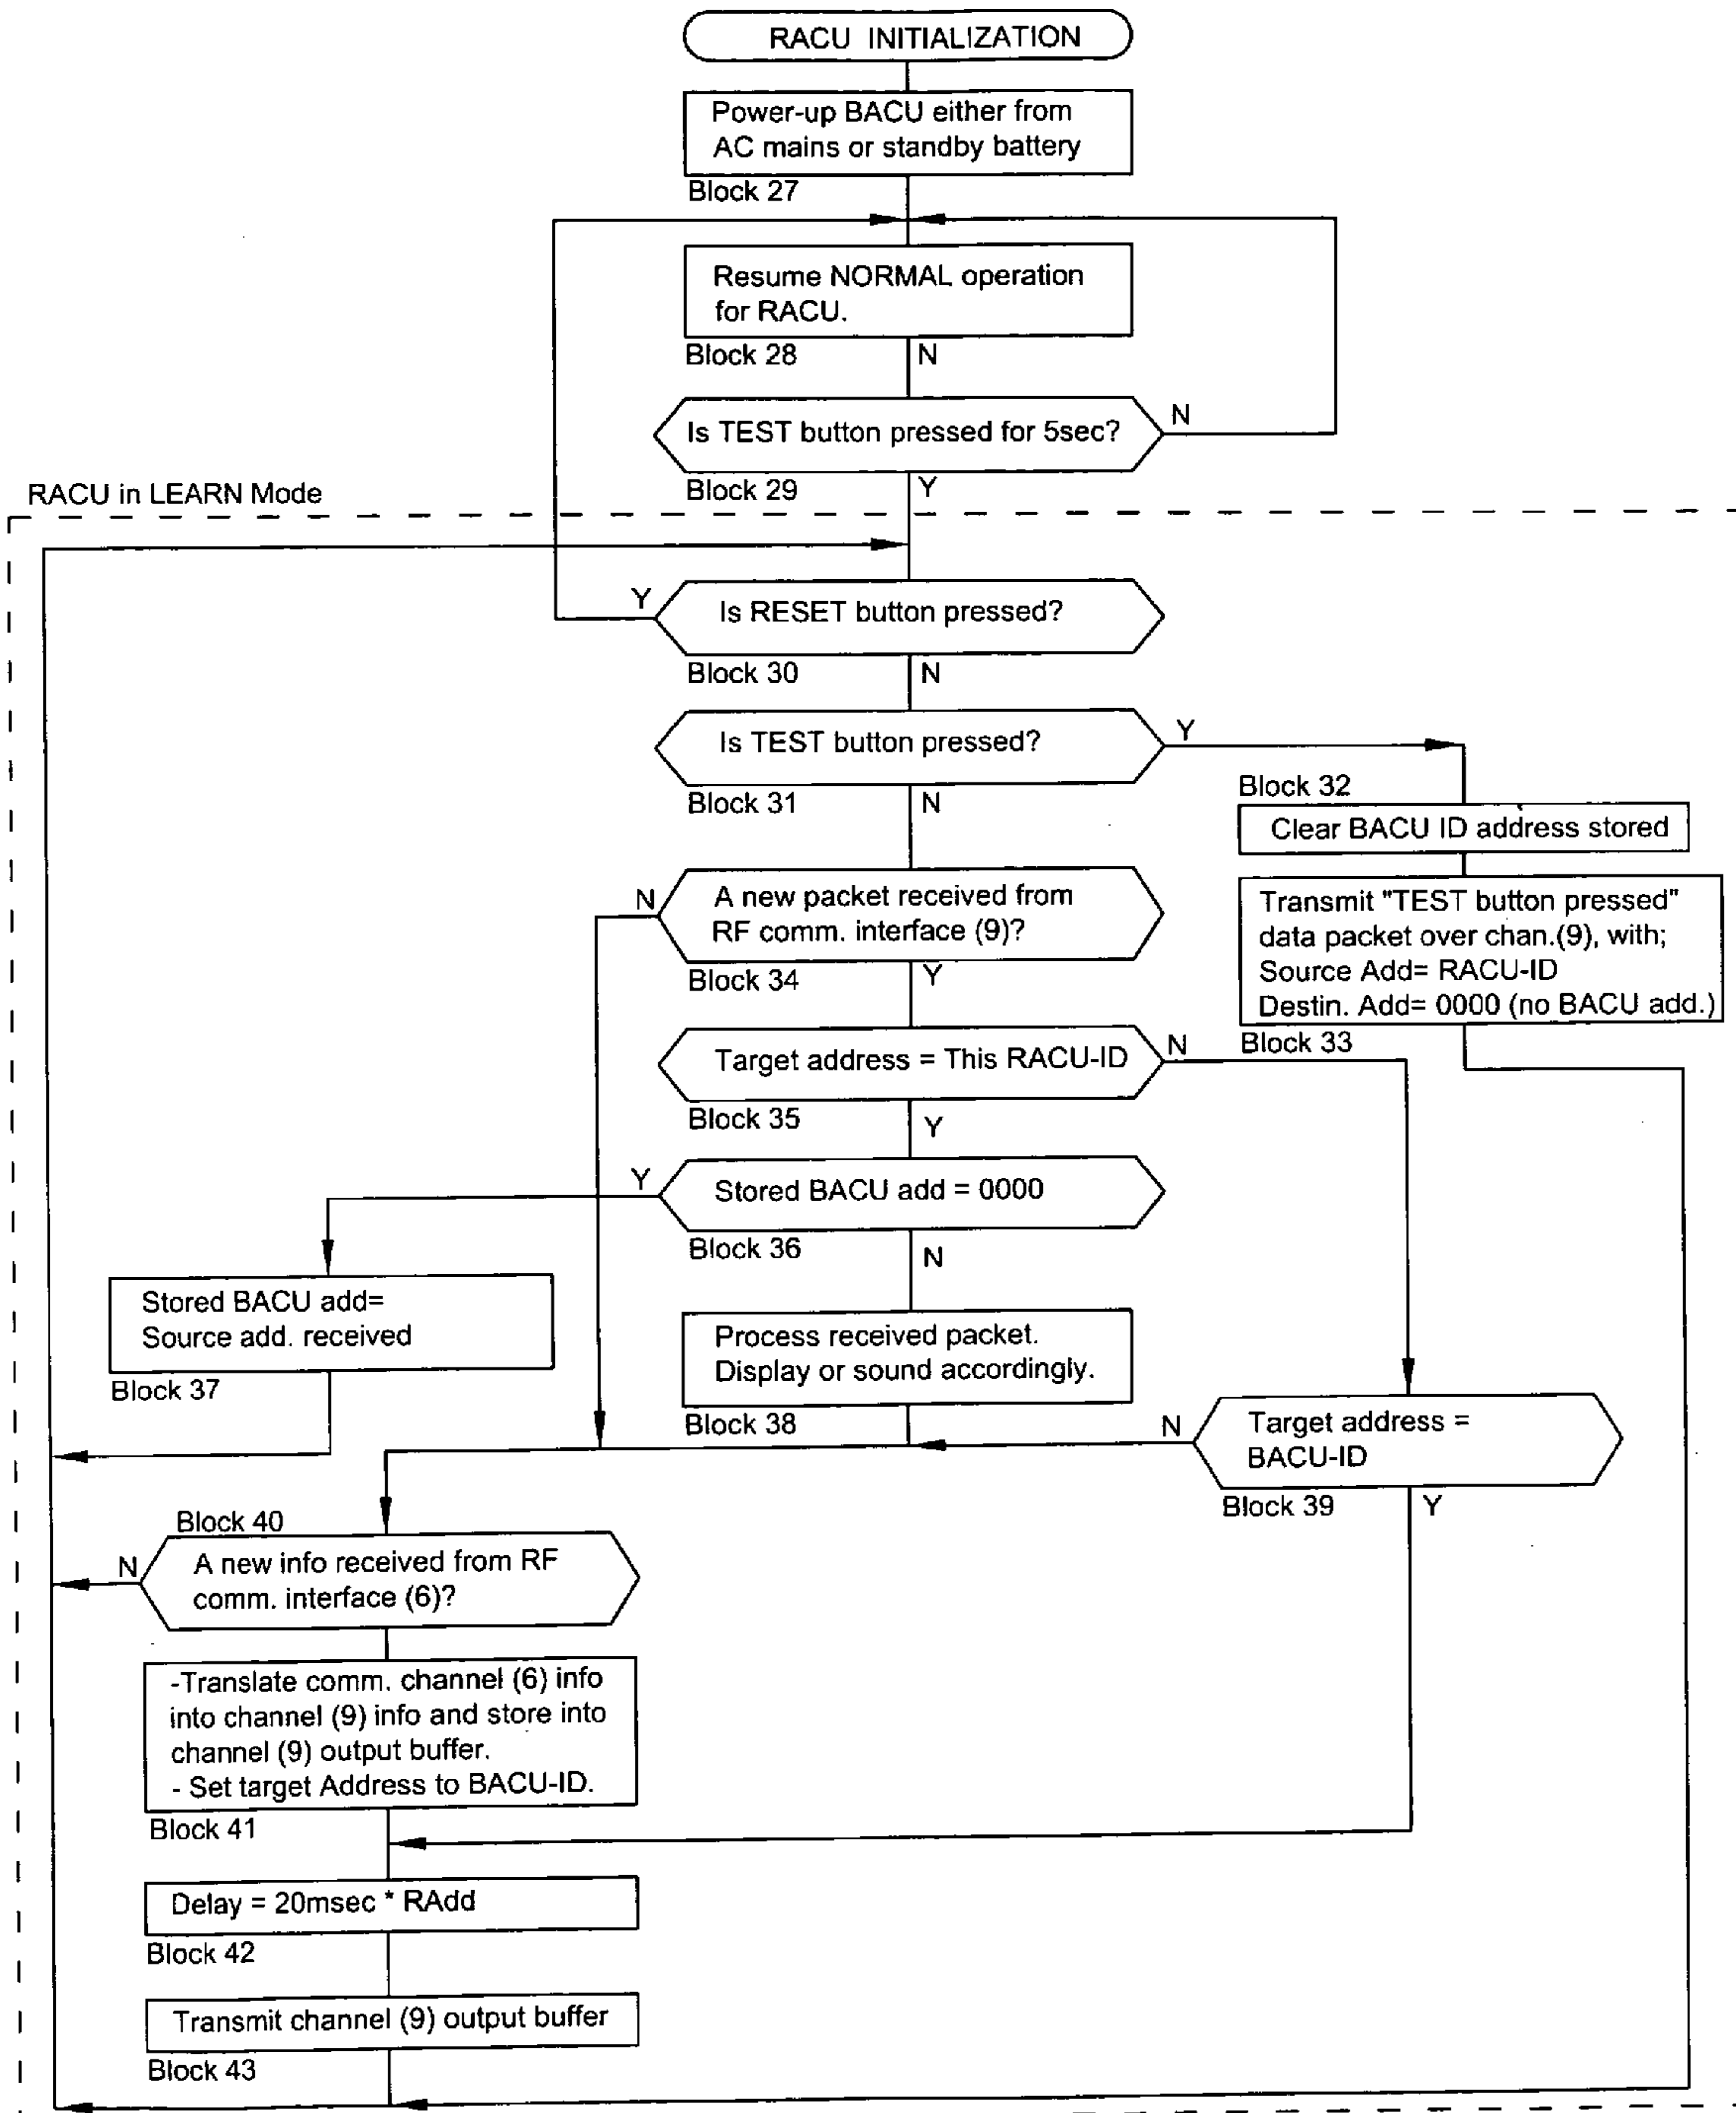 RACU INITIALIZATION
Power-up BACU either from
AC mains or standby battery
Block 27
Resume NORMAL operation
for RACU.
Block 28
N
Is TEST button pressed for 5sec?
N
Block 29
Y
RACU in LEARN Mode
Y
Is RESET button pressed?
Block 30
N
Is TEST button pressed?
Y
Block 31
N
Block 32
Clear BACU ID address stored
Transmit "TEST button pressed"
data packet over chan.(9), with;
Source Add= RACU-ID
Destin. Add= 0000 (no BACU add.)
Block 33
N
A new packet received from
RF comm. interface (9)?
Block 34
Y
Target address = This RACU-ID
N
Block 35
Y
Y
Stored BACU add = 0000
Block 36
N
Stored BACU add=
Source add. received
Block 37
Process received packet.
Display or sound accordingly.
Block 38
N
Target address =
BACU-ID
Block 39
Y
Block 40
N
A new info received from RF
comm. interface (6)?
-Translate comm. channel (6) info
into channel (9) info and store into
channel (9) output buffer.
- Set target Address to BACU-ID.
Block 41
Delay = 20msec * RAdd
Block 42
Transmit channel (9) output buffer
Block 43